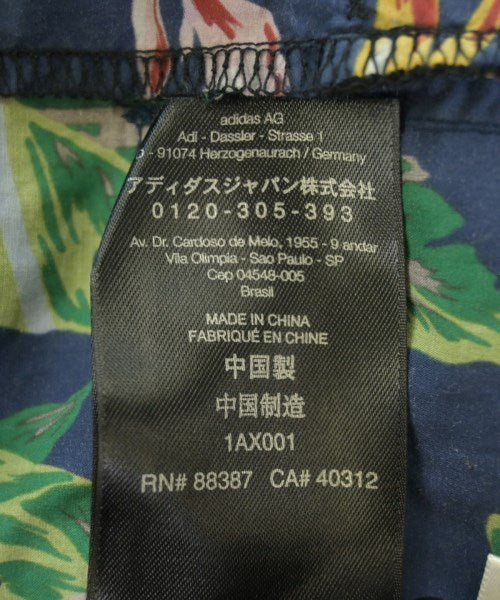 adidas AG
Adi - Dassler - Strasse 1
- 91074 Herzogenaurach / Germany
アディダスジャパン株式会社
0120-305-393
Av. Dr. Cardoso de Melo, 1955 - 9 andar
Vila Olimpia - Sao Paulo - SP
Cep 04548-005
Brasil
MADE IN CHINA
FABRIQUÉ EN CHINE
中国製
中国制造
1AX001
RN# 88387 CA# 40312